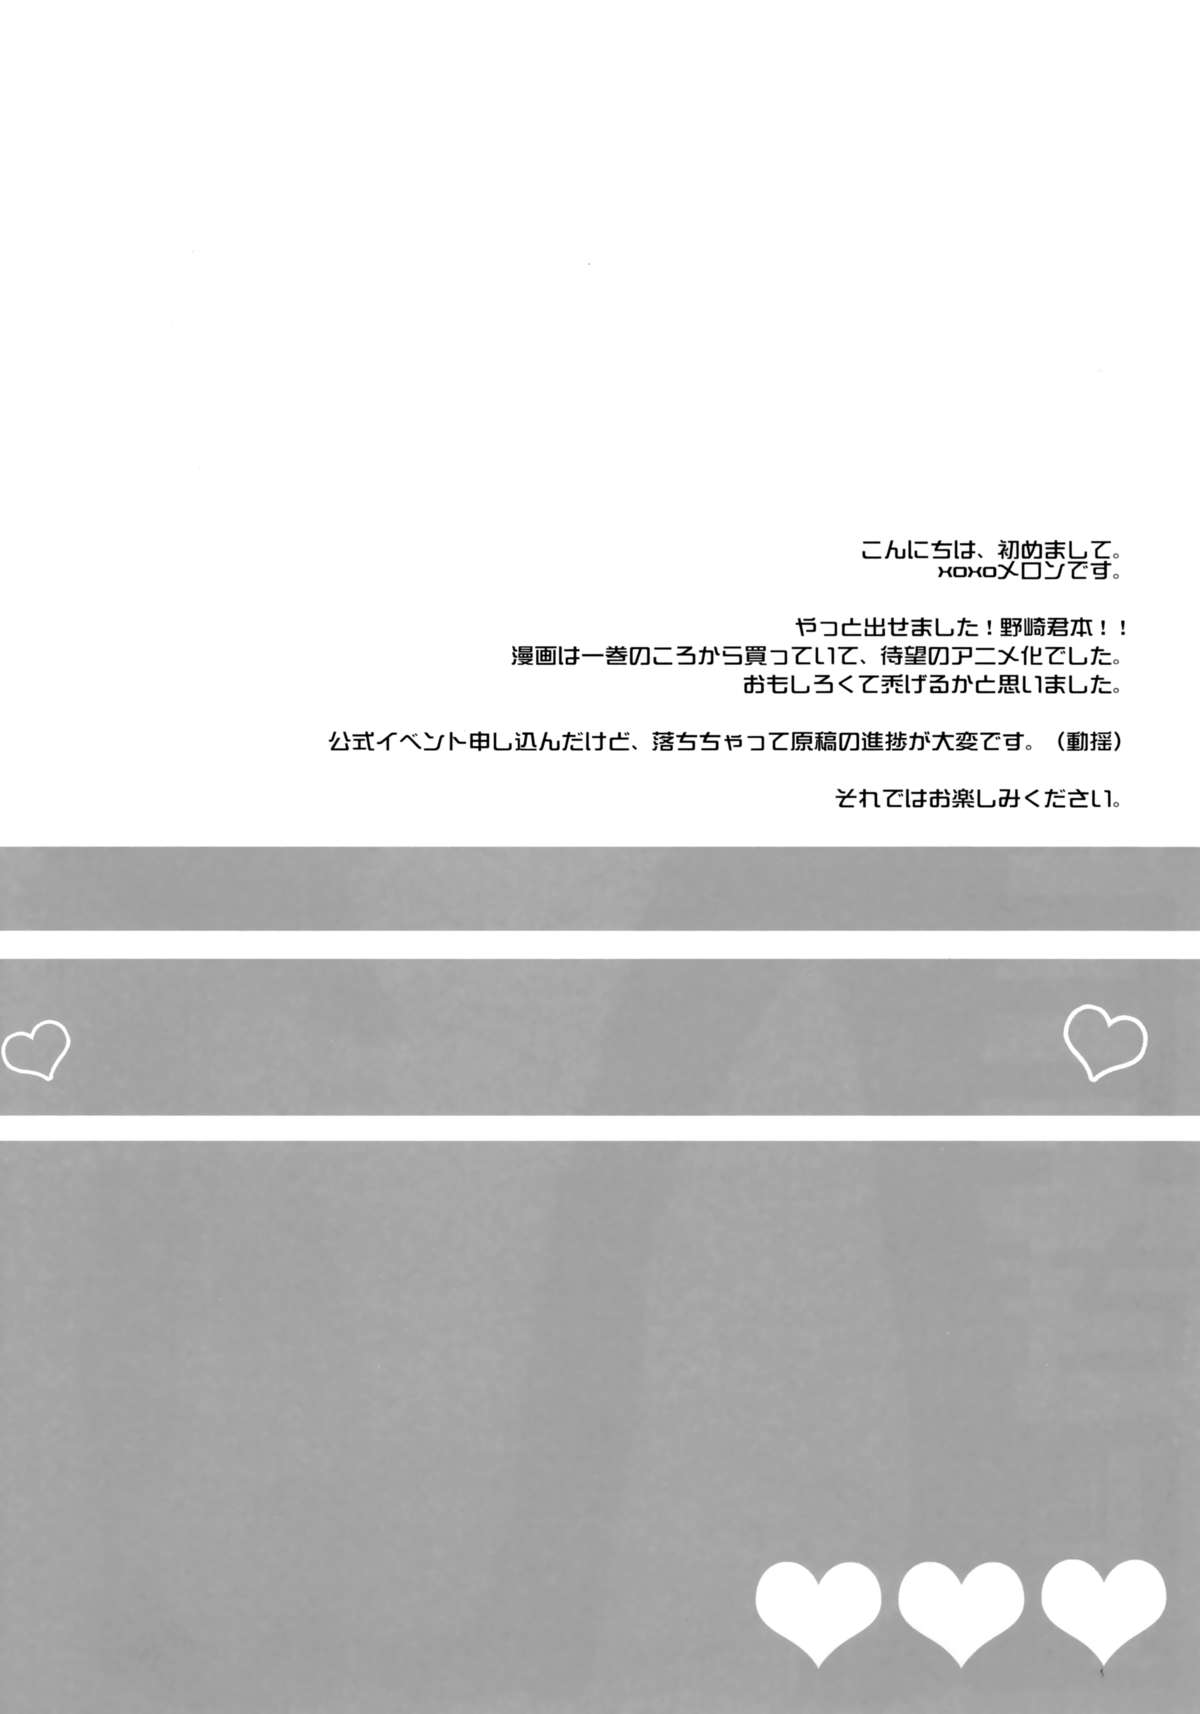 こんにちは、初めまして。
xoxoメロンです。
やっと出せました！野崎君本！！
漫画は一巻のころから買っていて、待望のアニメ化でした。
おもしろくて禿げるかと思いました。
公式イベント申し込んだけど、落ちちゃって原稿の進捗が大変です。（動揺）
それではお楽しみください。